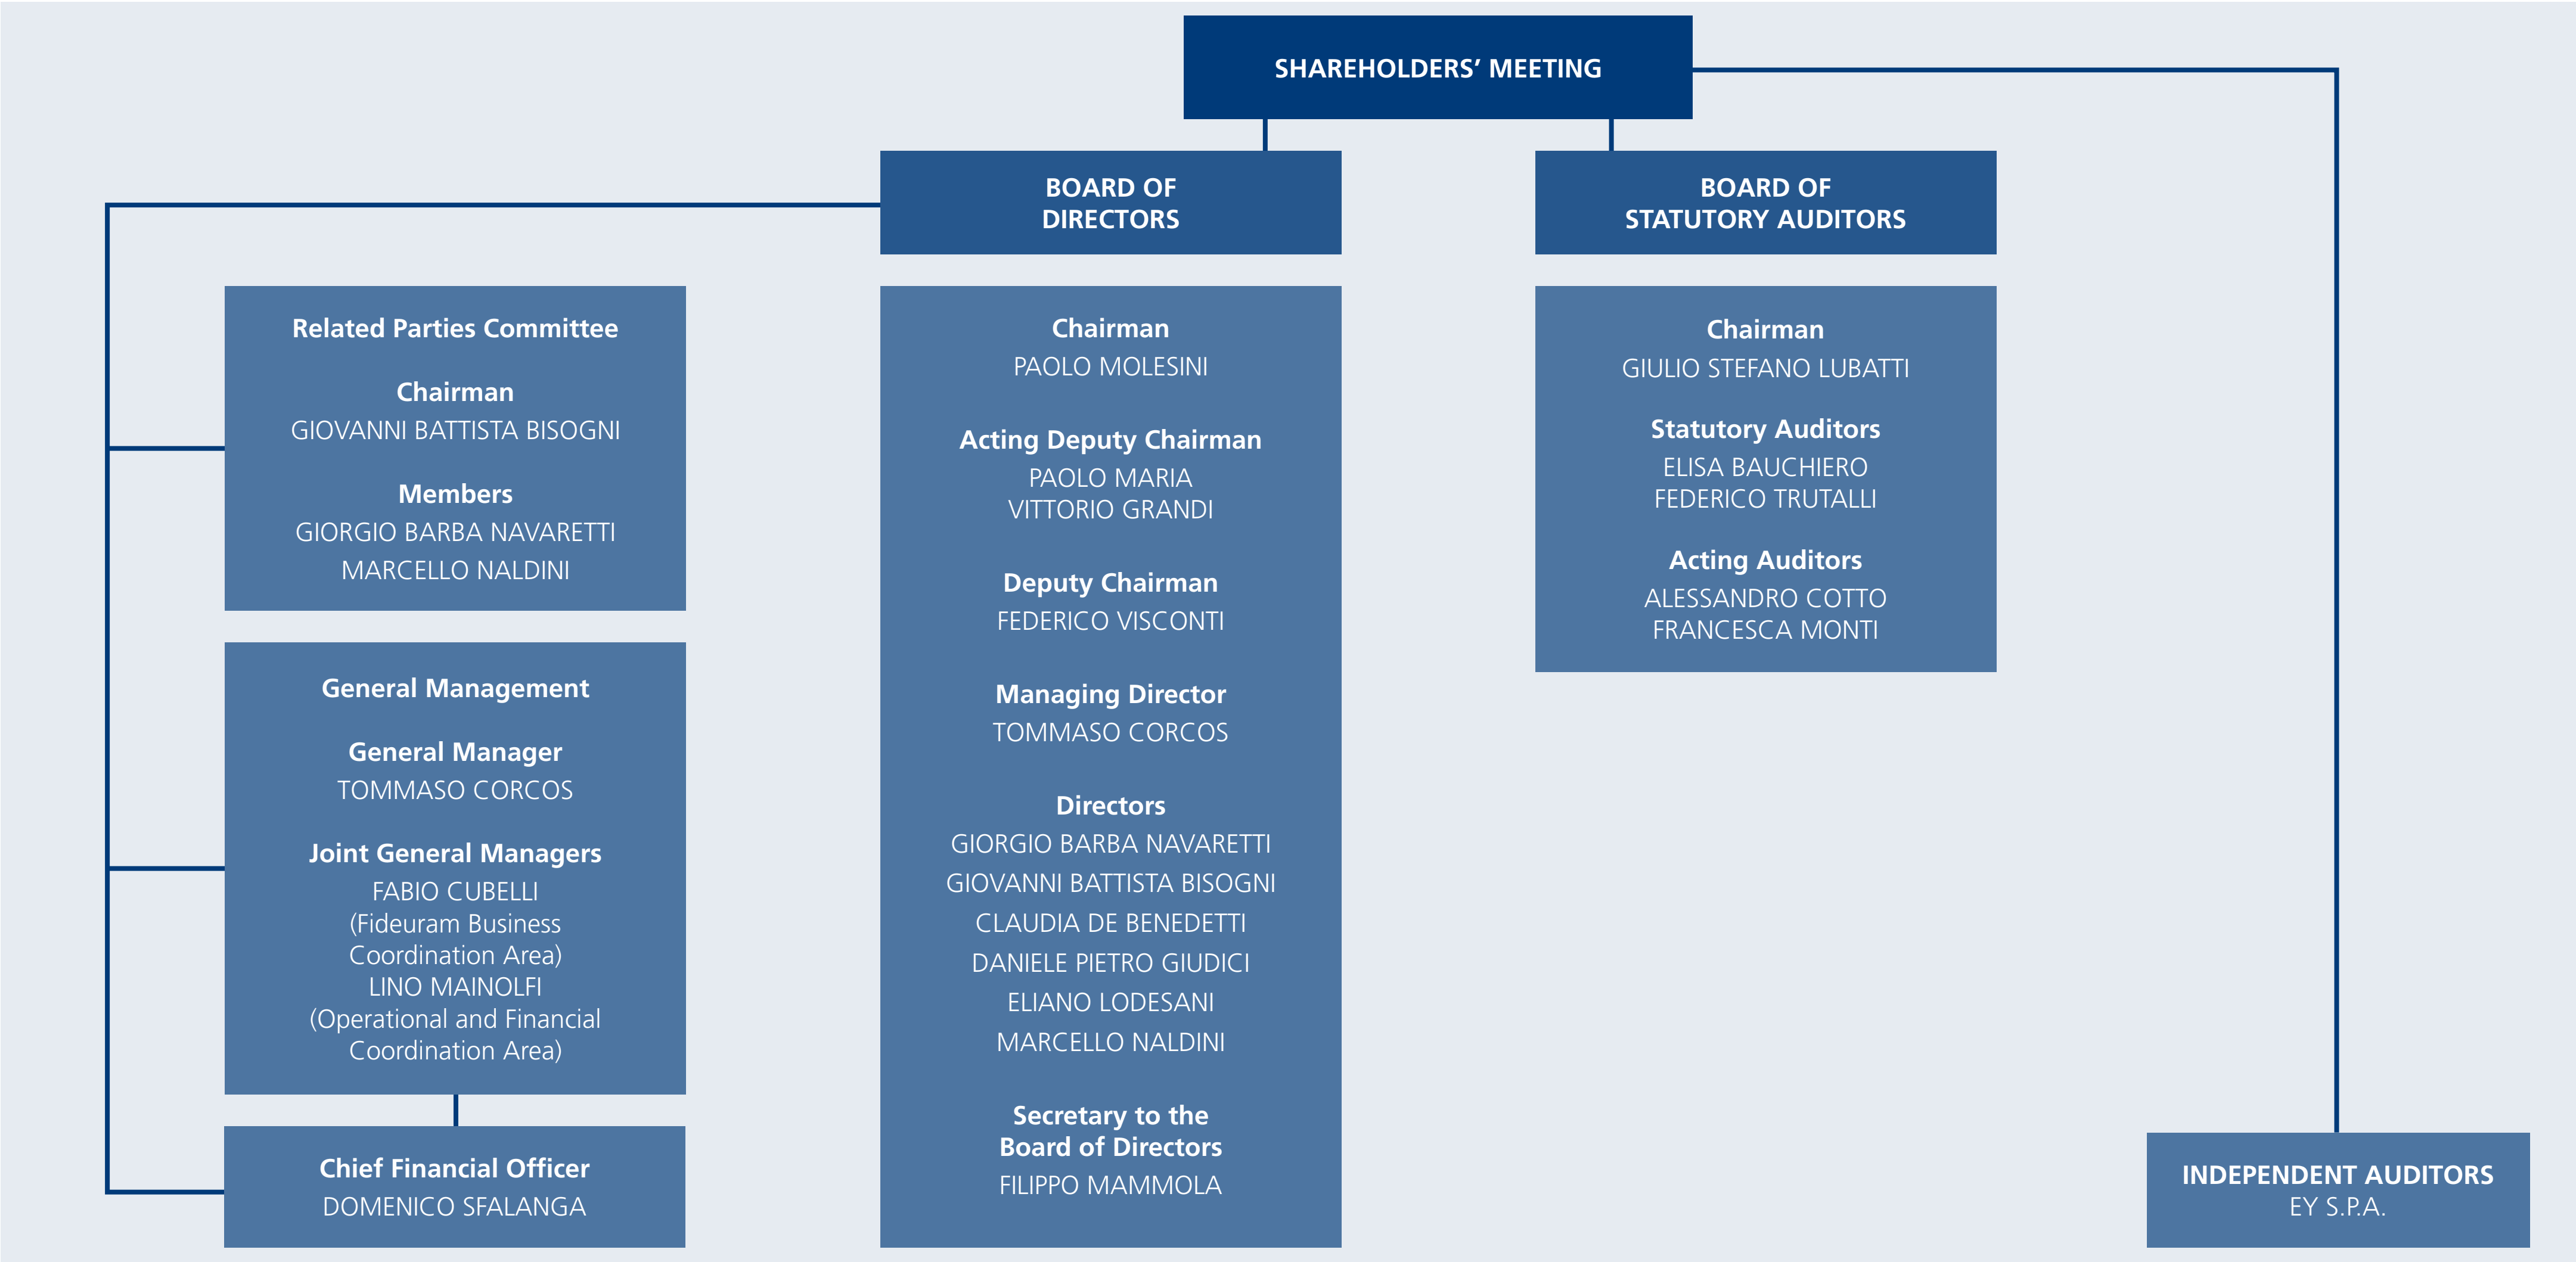 SHAREHOLDERS’ MEETING
BOARD OF
DIRECTORS
BOARD OF
STATUTORY AUDITORS
Related Parties Committee
Chairman
GIOVANNI BATTISTA BISOGNI
Members
GIORGIO BARBA NAVARETTI
MARCELLO NALDINI
General Management
General Manager
TOMMASO CORCOS
Joint General Managers
FABIO CUBELLI
(Fideuram Business
Coordination Area)
LINO MAINOLFI
(Operational and Financial
Coordination Area)
Chief Financial Officer
DOMENICO SFALANGA
Chairman
PAOLO MOLESINI
Acting Deputy Chairman
PAOLO MARIA
VITTORIO GRANDI
Deputy Chairman
FEDERICO VISCONTI
Managing Director
TOMMASO CORCOS
Directors
GIORGIO BARBA NAVARETTI
GIOVANNI BATTISTA BISOGNI
CLAUDIA DE BENEDETTI
DANIELE PIETRO GIUDICI
ELIANO LODESANI
MARCELLO NALDINI
Secretary to the
Board of Directors
FILIPPO MAMMOLA
Chairman
GIULIO STEFANO LUBATTI
Statutory Auditors
ELISA BAUCHIERO
FEDERICO TRUTALLI
Acting Auditors
ALESSANDRO COTTO
FRANCESCA MONTI
INDEPENDENT AUDITORS
EY S.P.A.